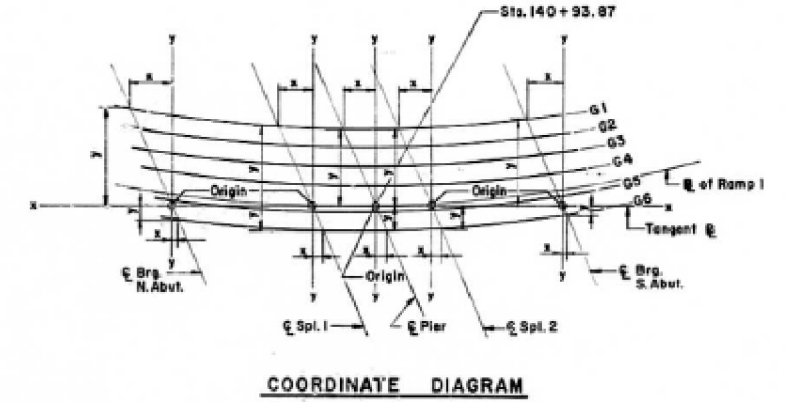 Sta. 140 + 93.87
y y y y y
x x x x x
G1
G2
G3
G4
G5
G6
y y y y
Origin Origin
℄ of Ramp 1
x x
y y y y y
Tangent ℄
x x x x x
Origin
y y y y y
℄ Brg.
N. Abut.
℄ Brg.
S. Abut.
℄ Spl. 1
℄ Pier
℄ Spl. 2
COORDINATE DIAGRAM